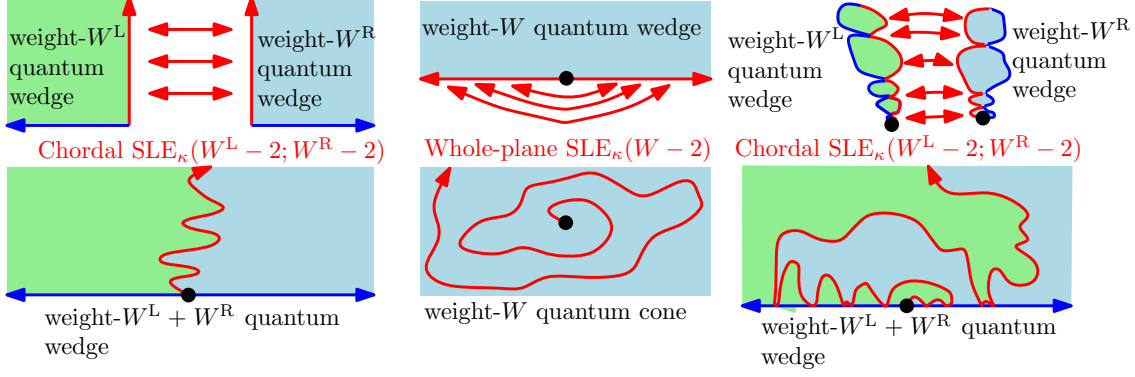 weight-W^L
quantum
wedge
weight-W^R
quantum
wedge
Chordal SLE_κ(W^L − 2; W^R − 2)
weight-W^L + W^R quantum
wedge
weight-W quantum wedge
Whole-plane SLE_κ(W − 2)
weight-W quantum cone
weight-W^L
quantum
wedge
weight-W^R
quantum
wedge
Chordal SLE_κ(W^L − 2; W^R − 2)
weight-W^L + W^R quantum
wedge